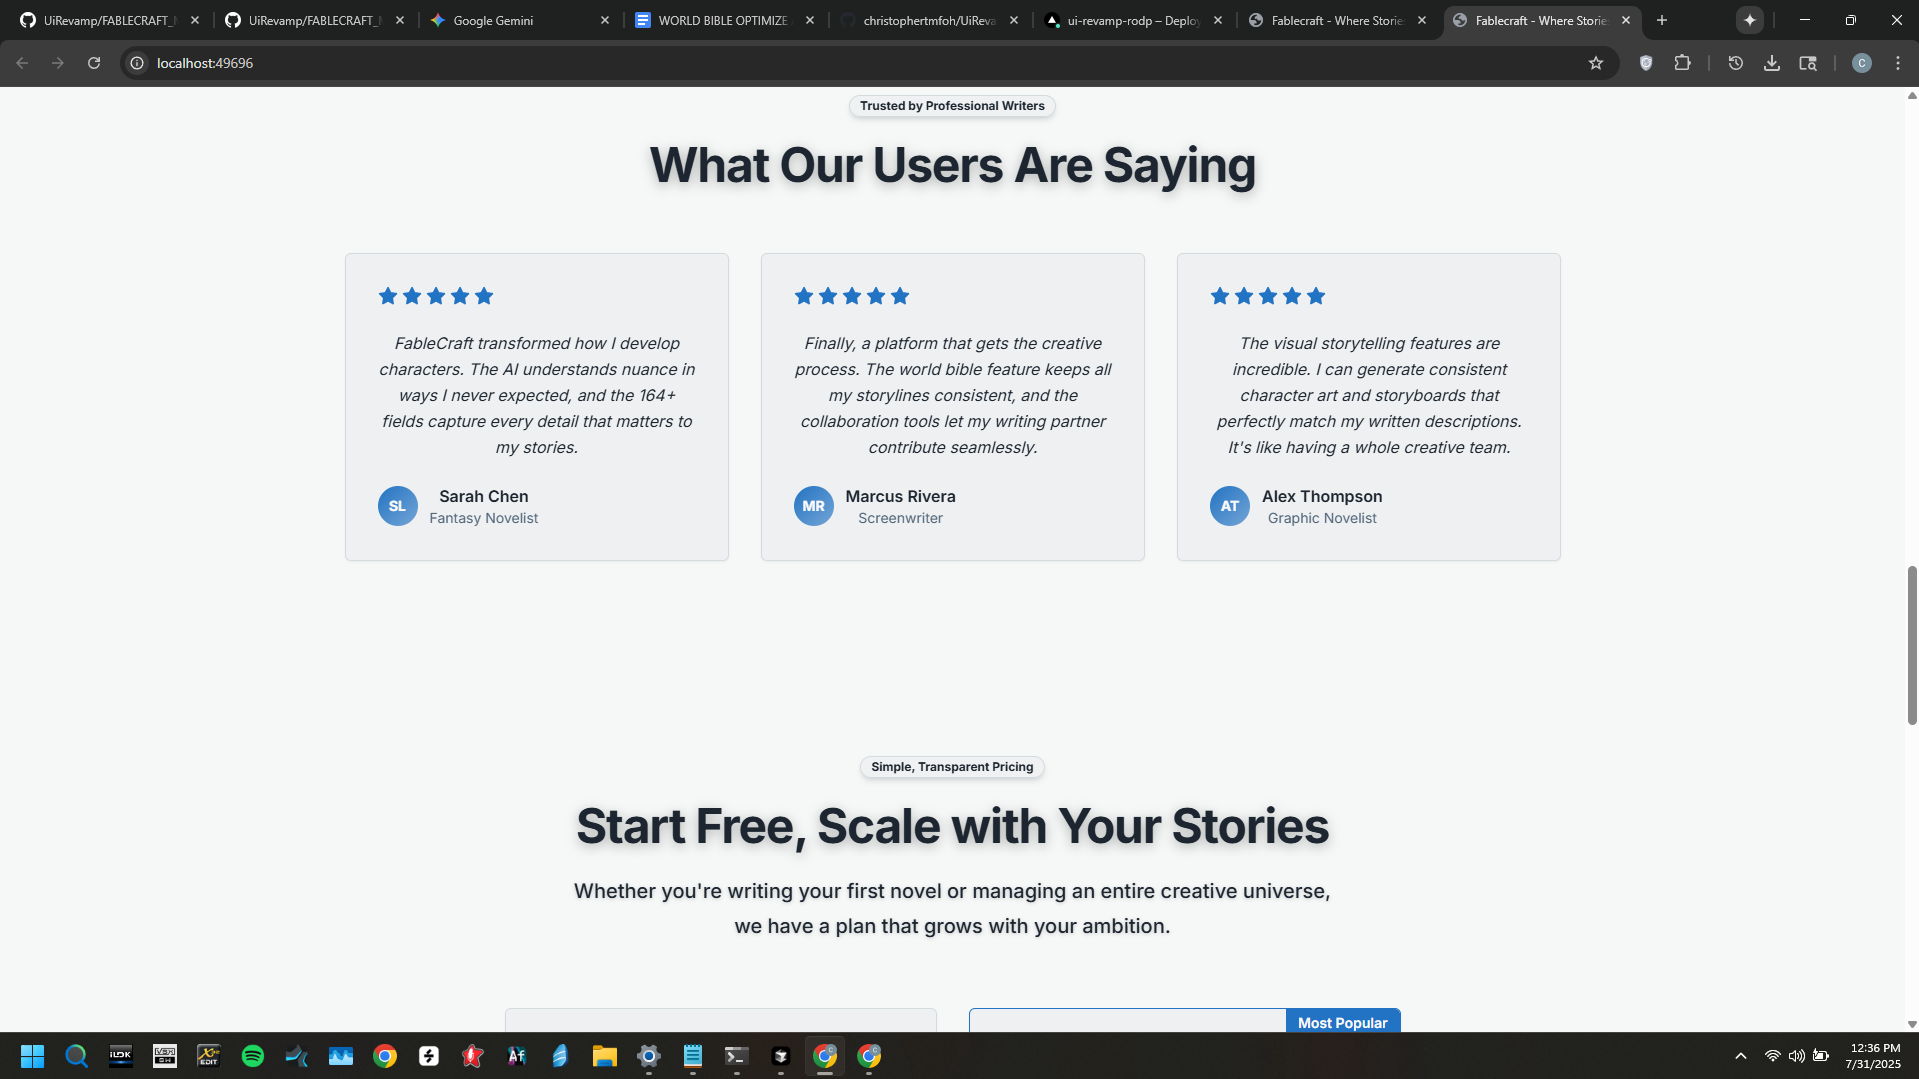 UiRevamp/FABLECRAFT_
UiRevamp/FABLECRAFT_
Google Gemini
WORLD BIBLE OPTIMIZE
christophertmfoh/UiReva
ui-revamp-rodp – Deploy
Fablecraft - Where Storie
Fablecraft - Where Storie
localhost:49696
C
Trusted by Professional Writers
What Our Users Are Saying
FableCraft transformed how I develop
characters. The AI understands nuance in
ways I never expected, and the 164+
fields capture every detail that matters to
my stories.
SL
Sarah Chen
Fantasy Novelist
Finally, a platform that gets the creative
process. The world bible feature keeps all
my storylines consistent, and the
collaboration tools let my writing partner
contribute seamlessly.
MR
Marcus Rivera
Screenwriter
The visual storytelling features are
incredible. I can generate consistent
character art and storyboards that
perfectly match my written descriptions.
It's like having a whole creative team.
AT
Alex Thompson
Graphic Novelist
Simple, Transparent Pricing
Start Free, Scale with Your Stories
Whether you're writing your first novel or managing an entire creative universe,
we have a plan that grows with your ambition.
Most Popular
EDIT
Af
12:36 PM
7/31/2025